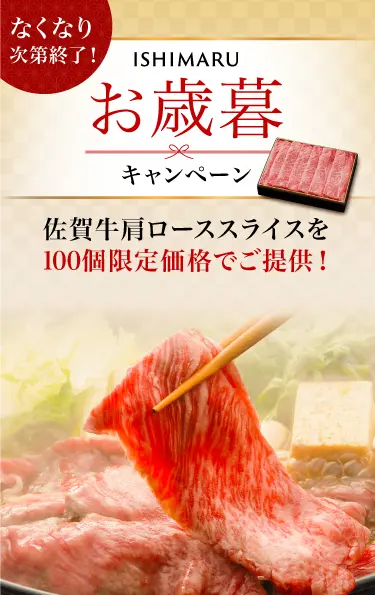 なくなり
次第終了!
ISHIMARU
お歳暮
キャンペーン
佐賀牛肩ローススライスを
100個限定価格でご提供!